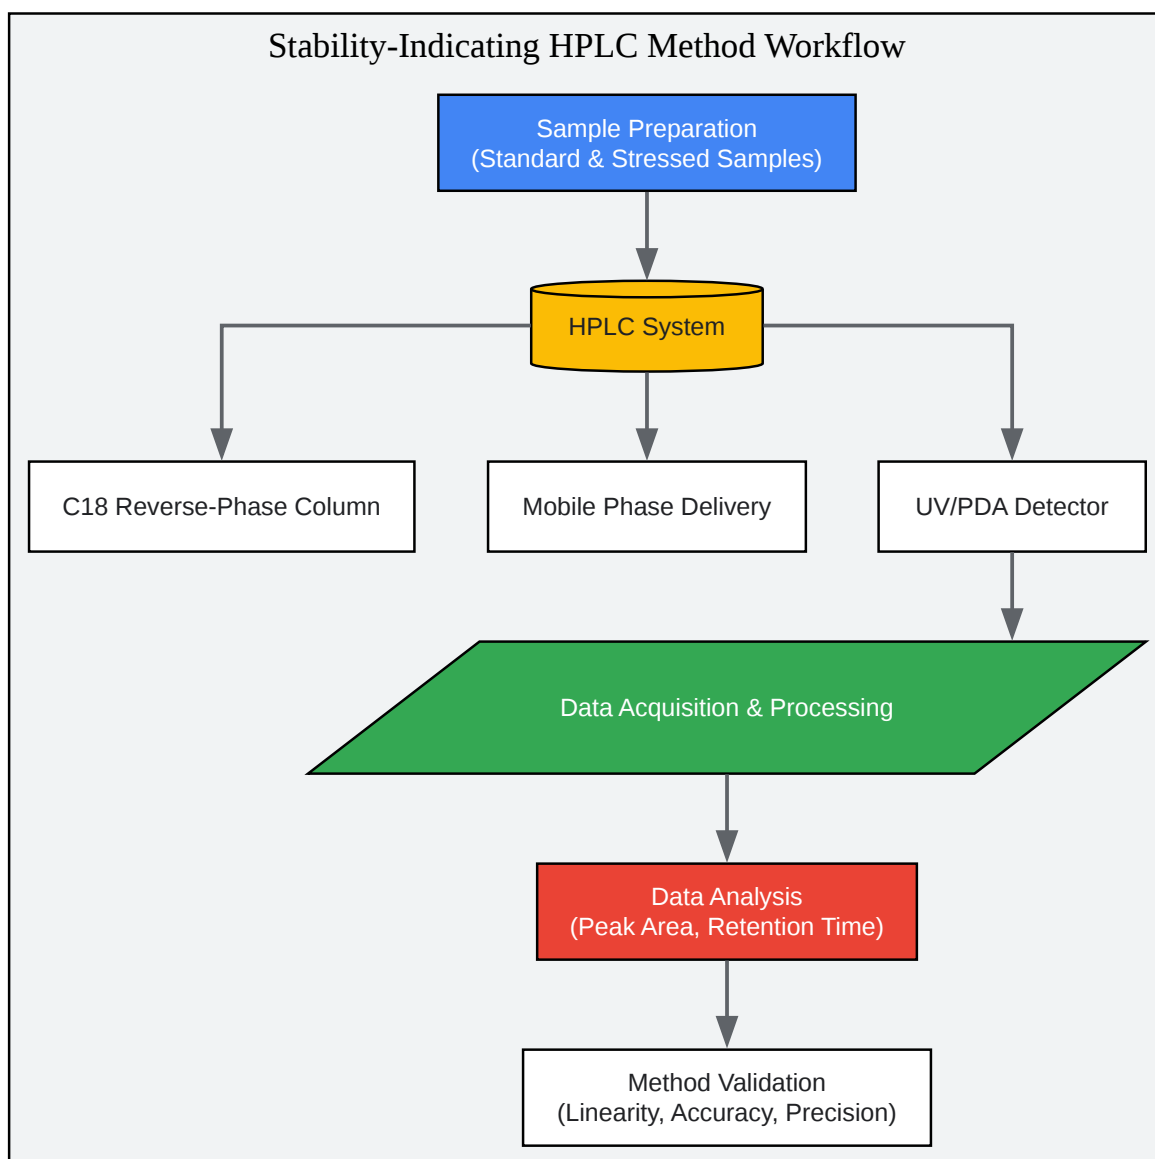 Stability-Indicating HPLC Method Workflow
Sample Preparation
(Standard & Stressed Samples)
HPLC System
C18 Reverse-Phase Column
Mobile Phase Delivery
UV/PDA Detector
Data Acquisition & Processing
Data Analysis
(Peak Area, Retention Time)
Method Validation
(Linearity, Accuracy, Precision)